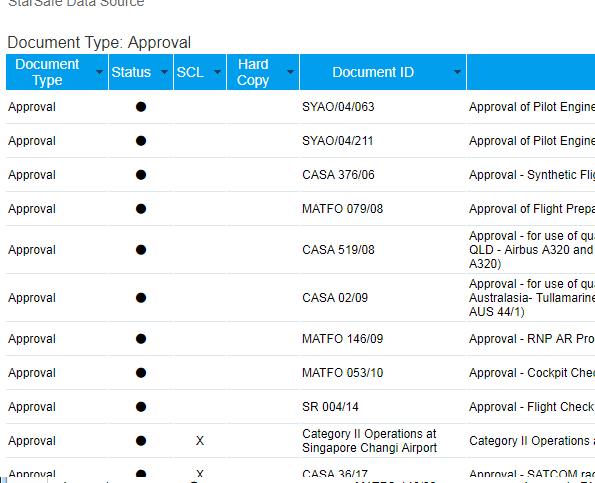 StarSafe Data Source
Document Type: Approval
Document Type Status SCL Hard Copy Document ID
Approval SYAO/04/063 Approval of Pilot Engine
Approval SYAO/04/211 Approval of Pilot Engine
Approval CASA 376/06 Approval - Synthetic Flig
Approval MATFO 079/08 Approval of Flight Prepa
Approval CASA 519/08 Approval - for use of qua
QLD - Airbus A320 and
A320)
Approval CASA 02/09 Approval - for use of qua
Australasia- Tullamarine
AUS 44/1)
Approval MATFO 146/09 Approval - RNP AR Pro
Approval MATFO 053/10 Approval - Cockpit Chec
Approval SR 004/14 Approval - Flight Check
Approval X Category II Operations at Singapore Changi Airport Category II Operations a
Approval X CASA 36/17 Approval - SATCOM rad